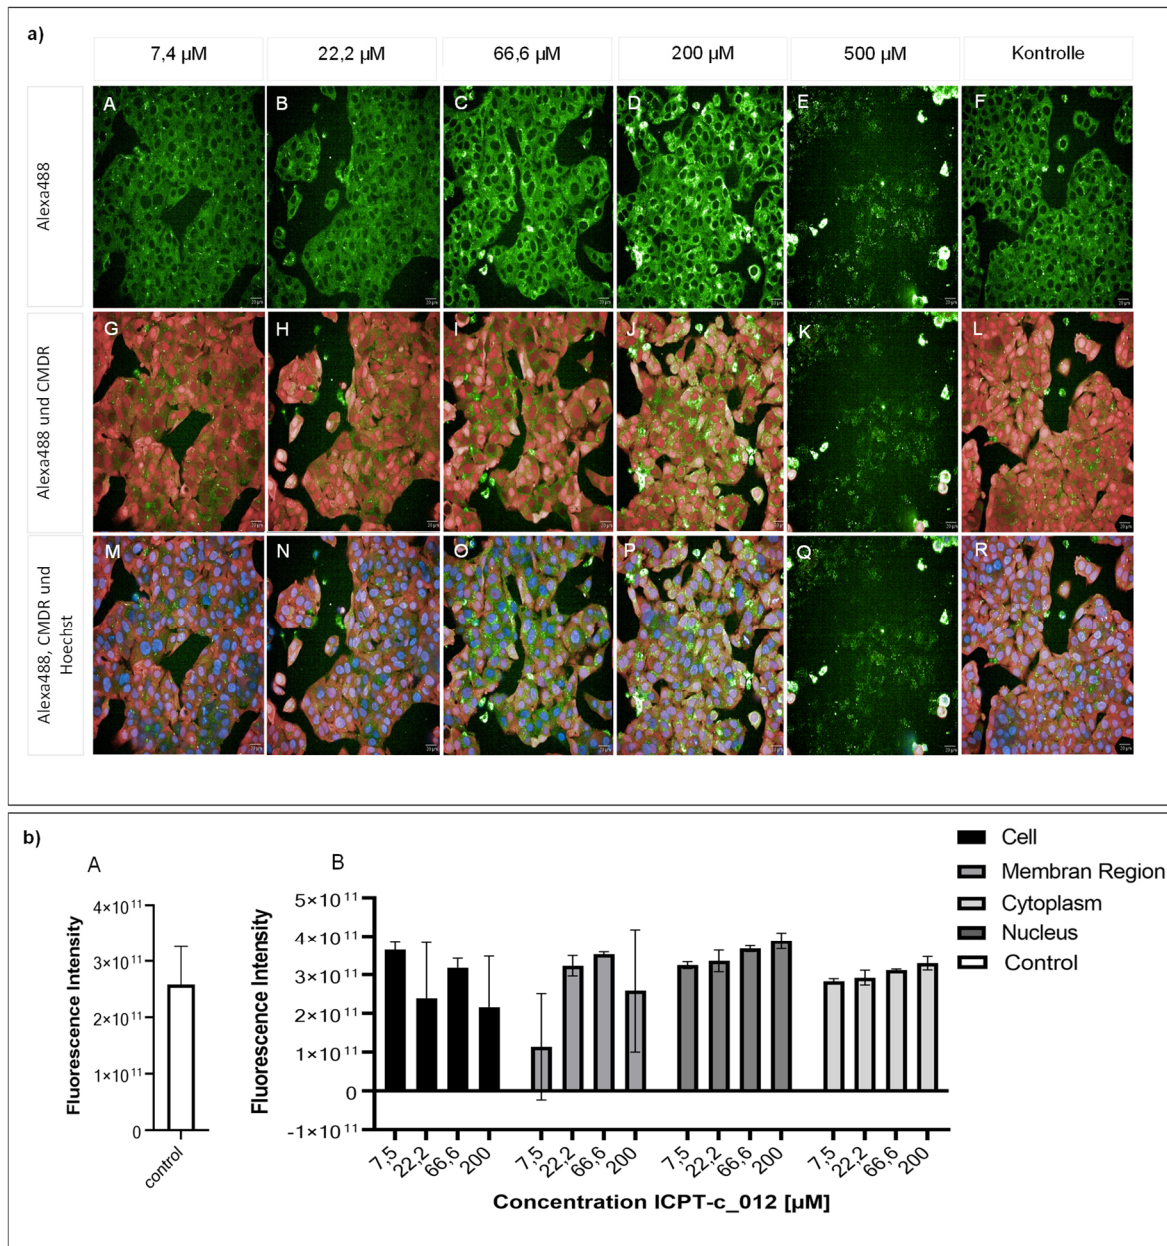 a)
7,4 µM
22,2 µM
66,6 µM
200 µM
500 µM
Kontrolle
Alexa488
A
B
C
D
E
F
Alexa488 und CMDR
G
H
I
J
K
L
Alexa488, CMDR und
Hoechst
M
N
O
P
Q
R
b)
A
Fluorescence Intensity
4×10¹¹
3×10¹¹
2×10¹¹
1×10¹¹
0
control
B
Fluorescence Intensity
5×10¹¹
4×10¹¹
3×10¹¹
2×10¹¹
1×10¹¹
0
-1×10¹¹
7,5
22,2
66,6
200
7,5
22,2
66,6
200
7,5
22,2
66,6
200
7,5
22,2
66,6
200
Concentration ICPT-c_012 [µM]
Cell
Membran Region
Cytoplasm
Nucleus
Control